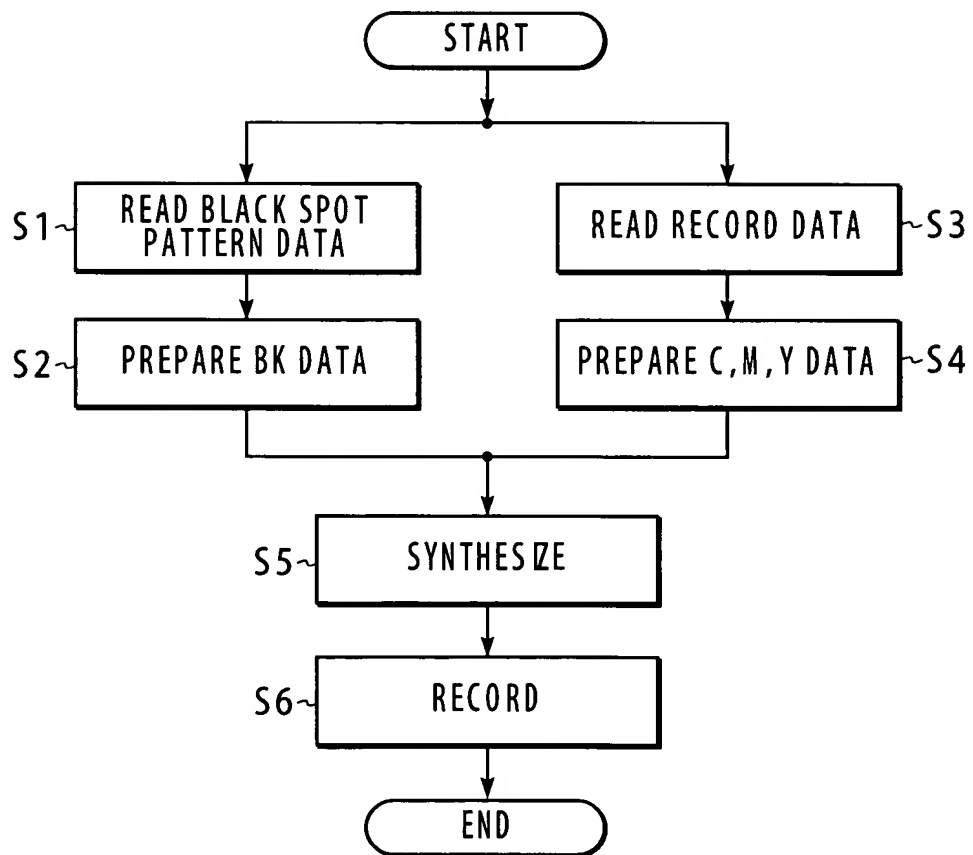 START
S1
READ BLACK SPOT
PATTERN DATA
READ RECORD DATA
S3
S2
PREPARE BK DATA
PREPARE C,M,Y DATA
S4
S5
SYNTHESIZE
S6
RECORD
END